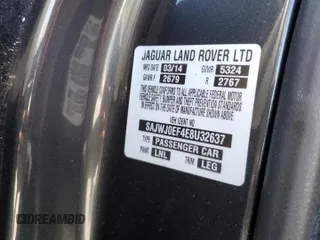 JAGUAR LAND ROVER LTD
MFG DATE 03/14 GVWR 5324
GAWR F 2679 R 2767
THIS VEHICLE CONFORMS TO ALL APPLICABLE FEDERAL MOTOR
VEHICLE SAFETY BUMPER, AND THEFT PREVENTION STANDARDS
IN EFFECT ON THE DATE OF MANUFACTURE SHOWN ABOVE
VEH IDENT NO.
SAJWJ0EF4E8U32637
TYPE PASSENGER CAR
PAINT LNL TRIM LEG
DREAMBID